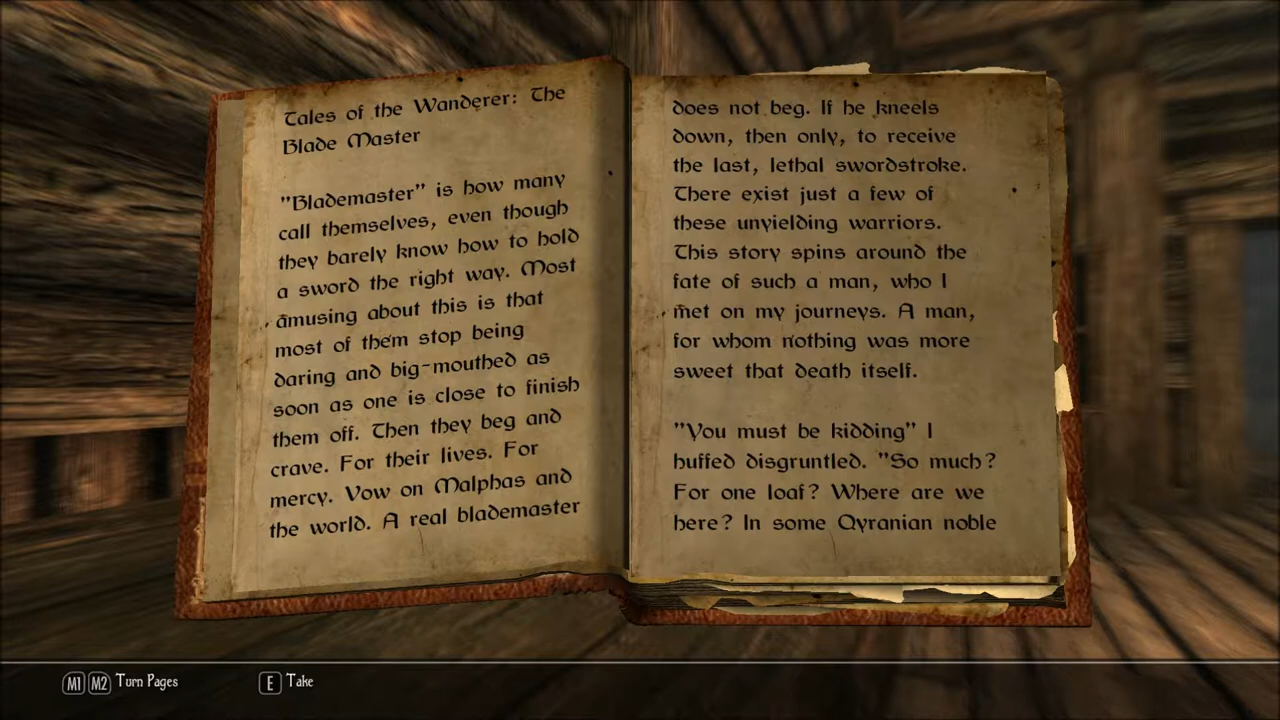 Tales of the Wanderer: The
Blade Master
"Blademaster" is how many
call themselves, even though
they barely know how to hold
a sword the right way. Most
amusing about this is that
most of them stop being
daring and big-mouthed as
soon as one is close to finish
them off. Then they beg and
crave. For their lives. For
mercy. Vow on Malphas and
the world. A real blademaster
does not beg. If he kneels
down, then only, to receive
the last, lethal swordstroke.
There exist just a few of
these unyielding warriors.
This story spins around the
fate of such a man, who I
met on my journeys. A man,
for whom nothing was more
sweet that death itself.
"You must be kidding" I
huffed disgruntled. "So much?
For one loaf? Where are we
here? In some Qyranian noble
M1 M2 Turn Pages
E Take